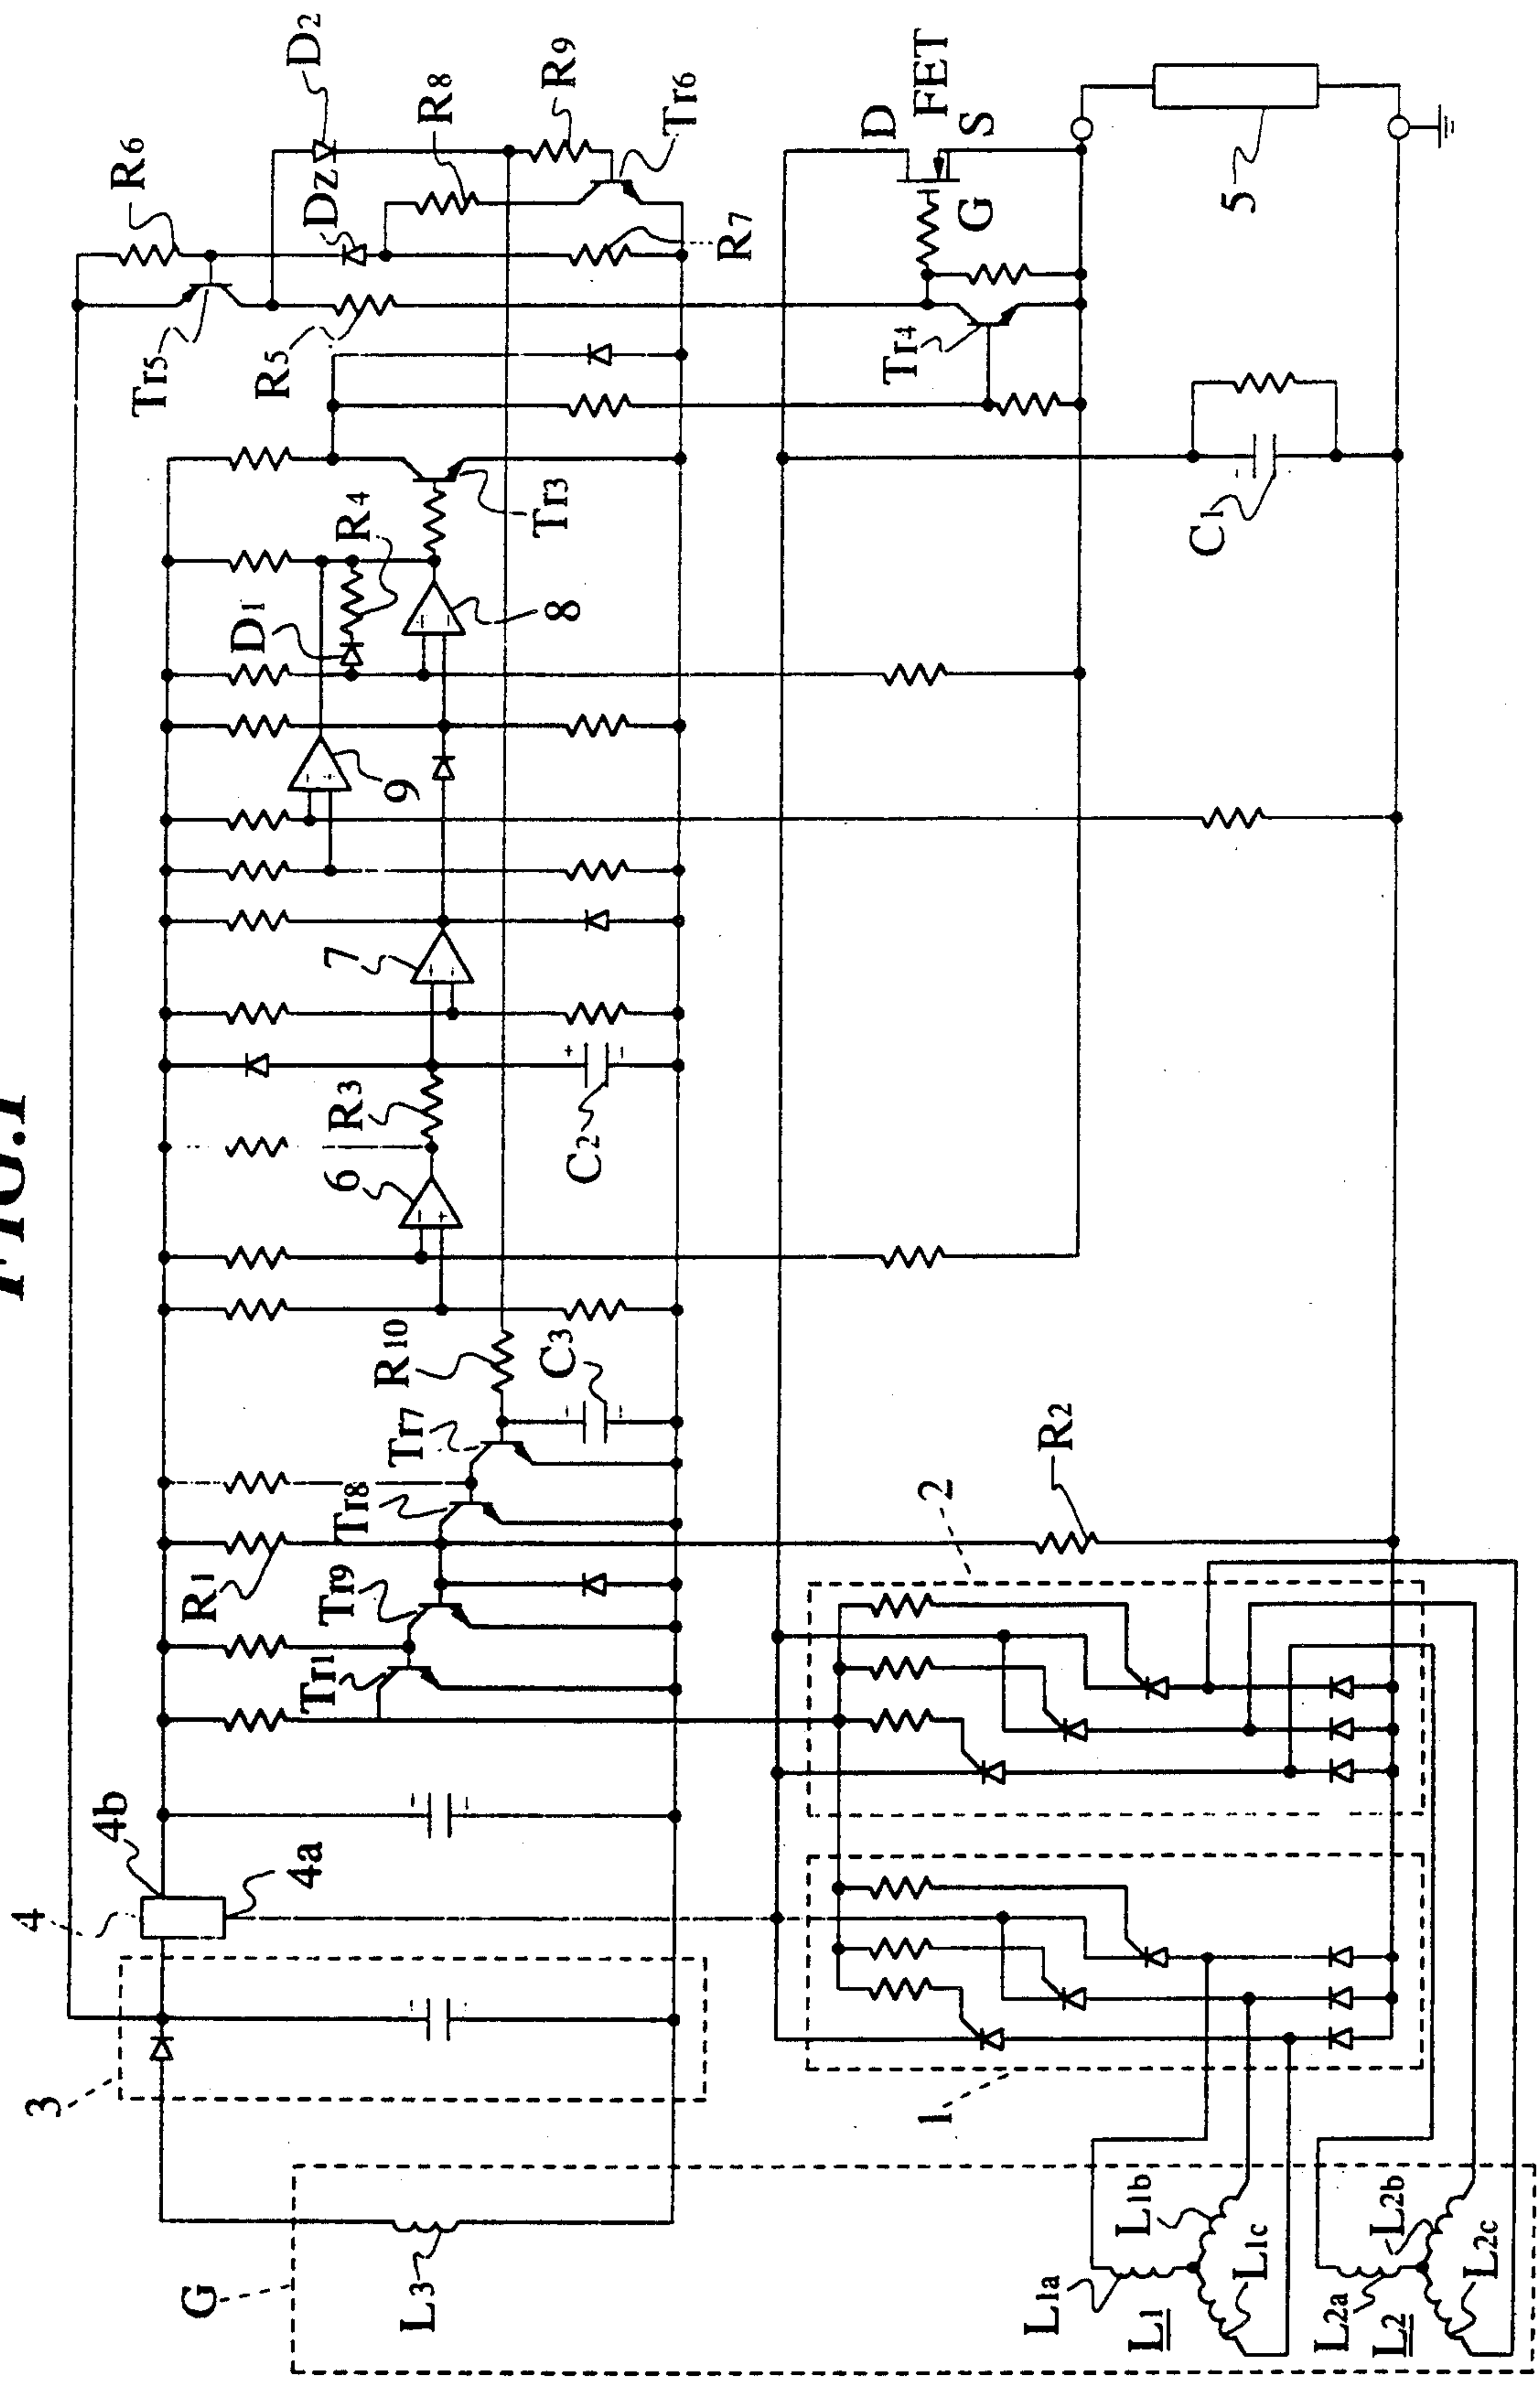 FIG.1
R6
D2
Dz
R8
R9
Tr6
R7
Tr5
R5
D
FET
S
G
Tr4
5
R4
Tr3
D1
8
9
C1
7
R3
C2
6
R10
C3
Tr7
Tr8
R1
Tr9
Tr1
R2
2
4
4b
4a
3
1
G
L3
L1a
L1b
L1c
L1
L2a
L2b
L2c
L2